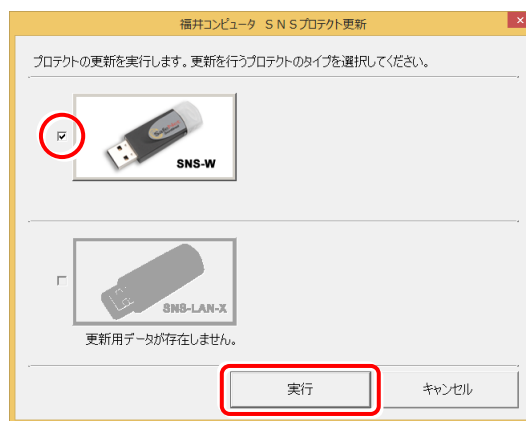 福井コンピュータ ＳＮＳプロテクト更新
プロテクトの更新を実行します。更新を行うプロテクトのタイプを選択してください。
SNS-W
SNS-LAN-X
更新用データが存在しません。
実行
キャンセル